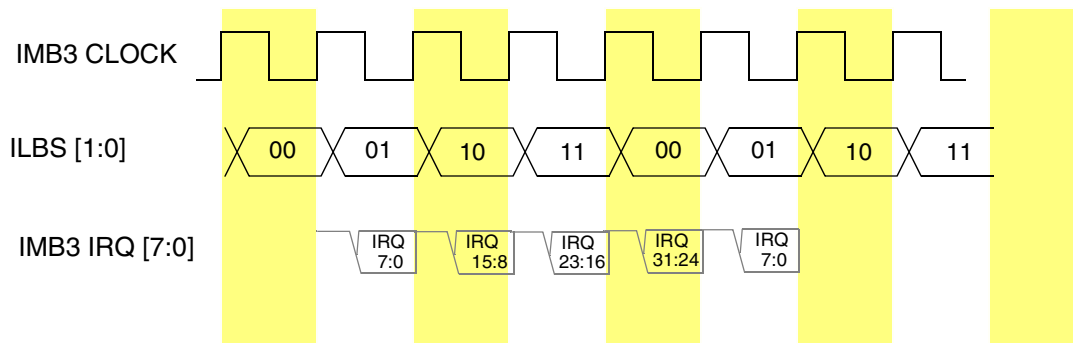 IMB3 CLOCK
ILBS [1:0]
00 01 10 11 00 01 10 11
IMB3 IRQ [7:0]
IRQ IRQ IRQ IRQ IRQ
7:0 15:8 23:16 31:24 7:0